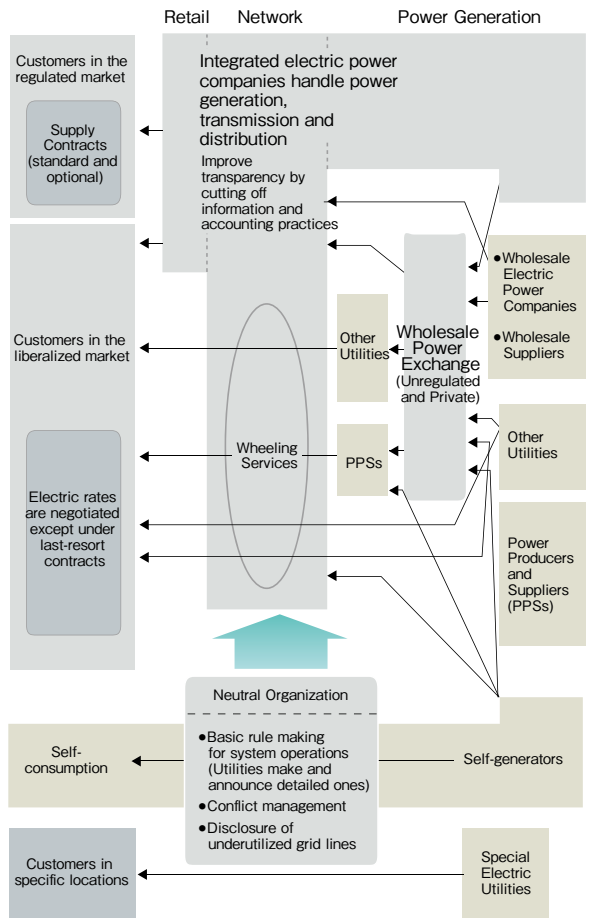 Retail
Network
Power Generation
Customers in the
regulated market
Supply
Contracts
(standard and
optional)
Integrated electric power
companies handle power
generation,
transmission and
distribution
Improve
transparency by
cutting off
information and
accounting practices
Customers in the
liberalized market
Electric rates
are negotiated
except under
last-resort
contracts
Wheeling
Services
Other
Utilities
PPSs
Wholesale
Power
Exchange
(Unregulated
and Private)
●Wholesale
Electric
Power
Companies
●Wholesale
Suppliers
Other
Utilities
Power
Producers
and
Suppliers
(PPSs)
Neutral Organization
●Basic rule making
for system operations
(Utilities make and
announce detailed ones)
●Conflict management
●Disclosure of
underutilized grid lines
Self-
consumption
Self-generators
Customers in
specific locations
Special
Electric
Utilities